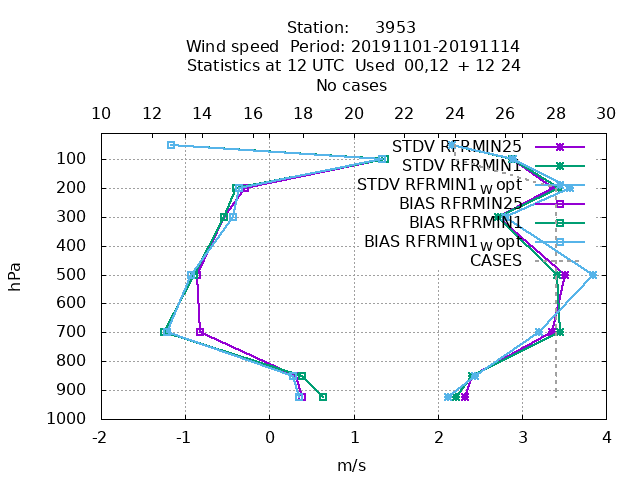 Station: 3953
Wind speed Period: 20191101-20191114
Statistics at 12 UTC Used 00,12 + 12 24
No cases
10 12 14 16 18 20 22 24 26 28 30
STDV RFRMIN25
STDV RFRMIN1
STDV RFRMIN1w opt
BIAS RFRMIN25
BIAS RFRMIN1
BIAS RFRMIN1w opt
CASES
100
200
300
400
500
600
700
800
900
1000
hPa
-2 -1 0 1 2 3 4
m/s